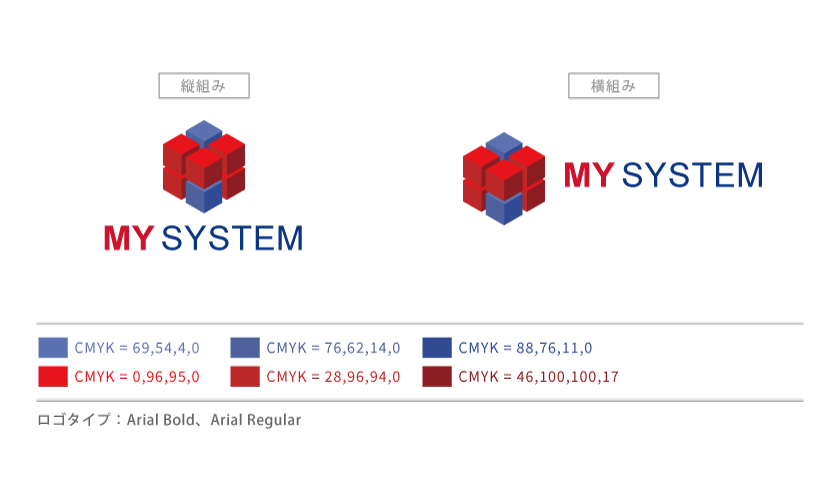 縦組み
横組み
MY SYSTEM
MY SYSTEM
CMYK = 69,54,4,0
CMYK = 76,62,14,0
CMYK = 88,76,11,0
CMYK = 0,96,95,0
CMYK = 28,96,94,0
CMYK = 46,100,100,17
ロゴタイプ：Arial Bold、Arial Regular